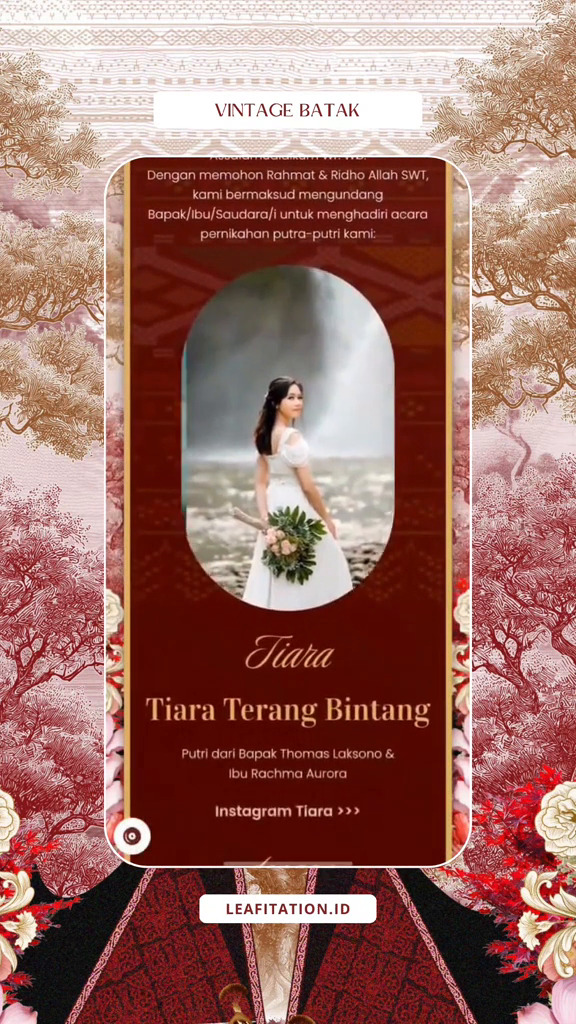 VINTAGE BATAK
Dengan memohon Rahmat & Ridho Allah SWT,
kami bermaksud mengundang
Bapak/Ibu/Saudara/i untuk menghadiri acara
pernikahan putra-putri kami:
Tiara
Tiara Terang Bintang
Putri dari Bapak Thomas Laksono &
Ibu Rachma Aurora
Instagram Tiara >>>
LEAFITATION.ID